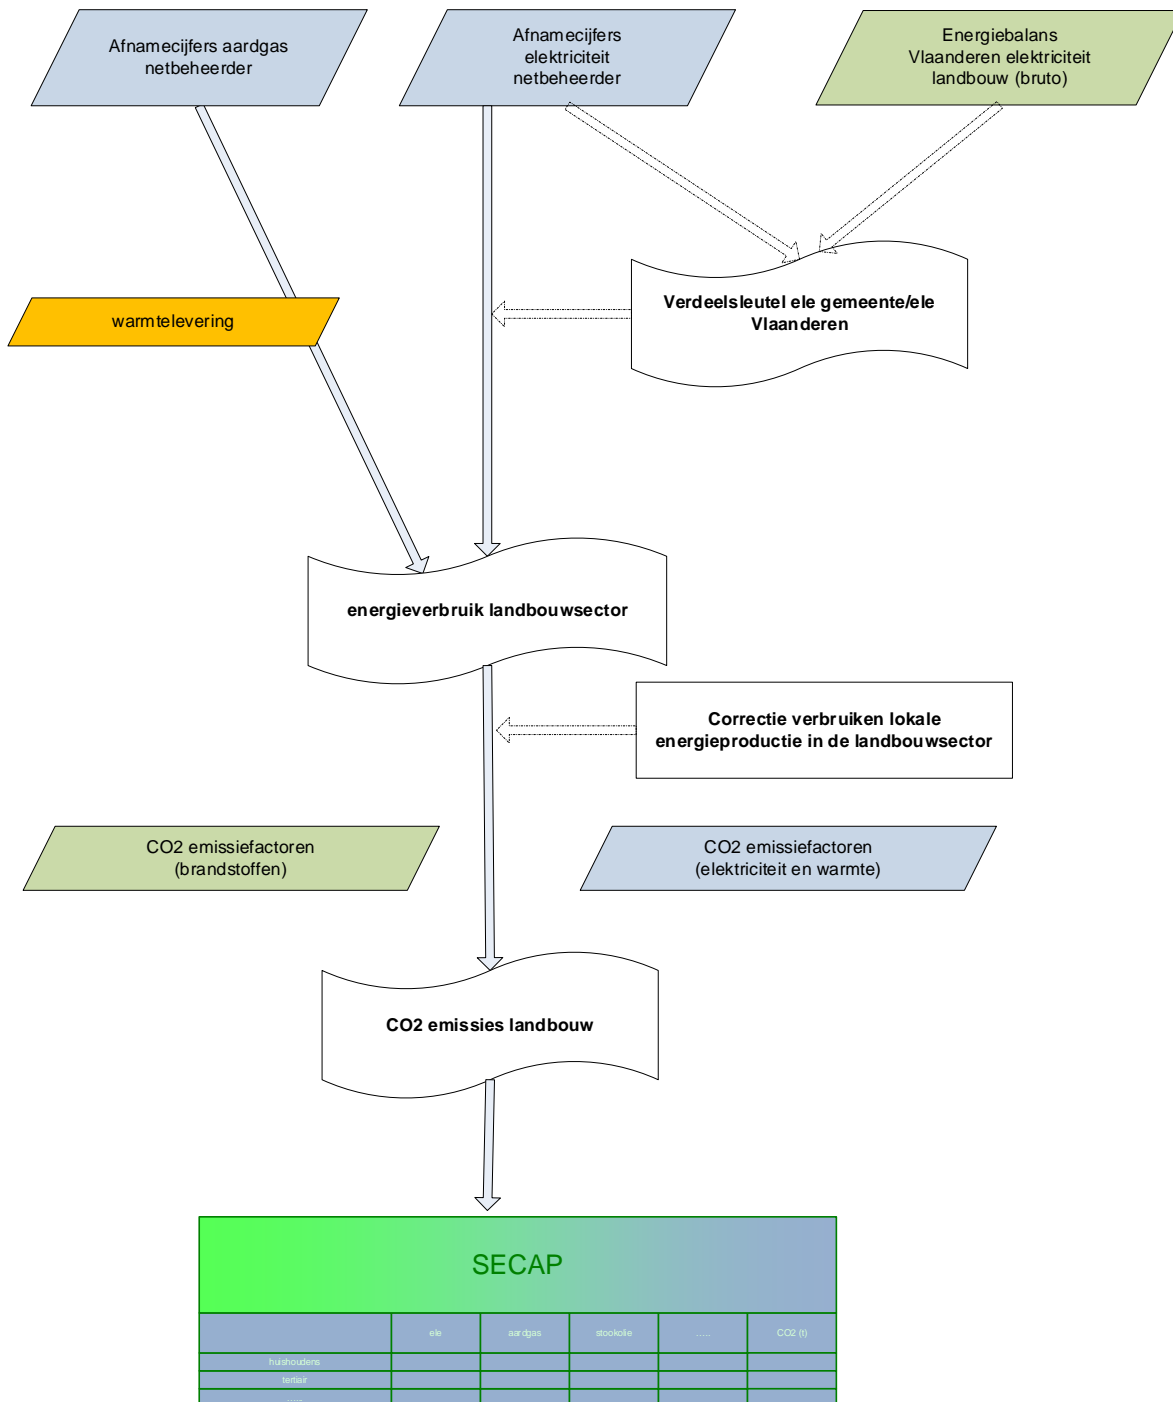 Afnamecijfers aardgas
netbeheerder
Afnamecijfers
elektriciteit
netbeheerder
Energiebalans
Vlaanderen elektriciteit
landbouw (bruto)
Verdeelsleutel ele gemeente/ele
Vlaanderen
warmtelevering
energieverbruik landbouwsector
Correctie verbruiken lokale
energieproductie in de landbouwsector
CO2 emissiefactoren
(brandstoffen)
CO2 emissiefactoren
(elektriciteit en warmte)
CO2 emissies landbouw
SECAP
ele aardgas stookolie ..... CO2 (t)
huishoudens
tertiair